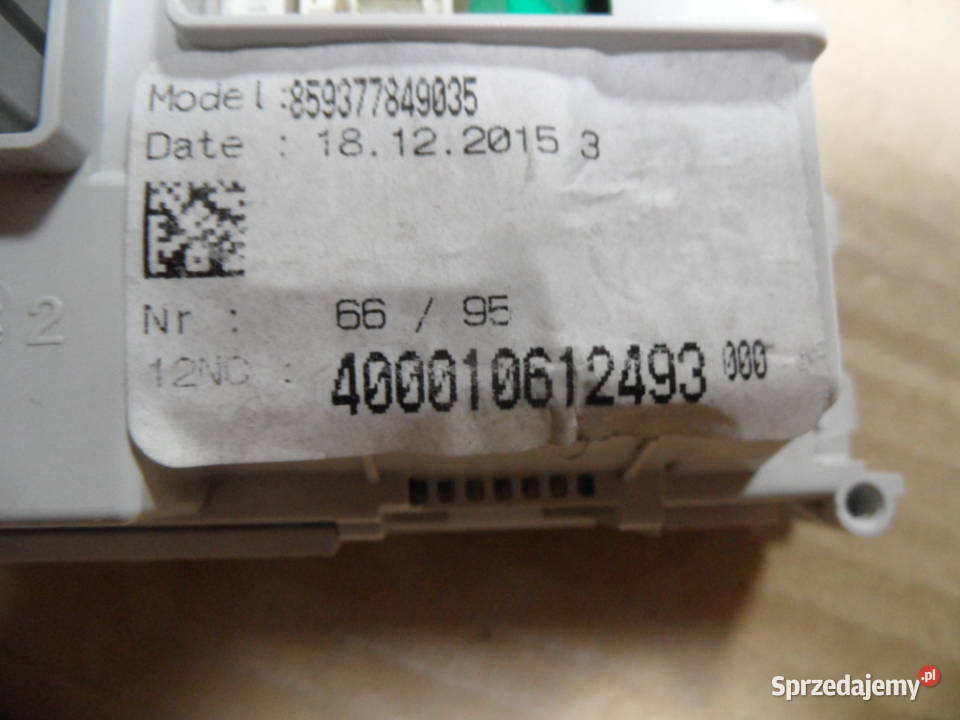 Model:859377849035
Date : 18.12.2015 3
Nr : 66 / 95
12NC : 400010612493 000
2
Sprzedajemy.pl